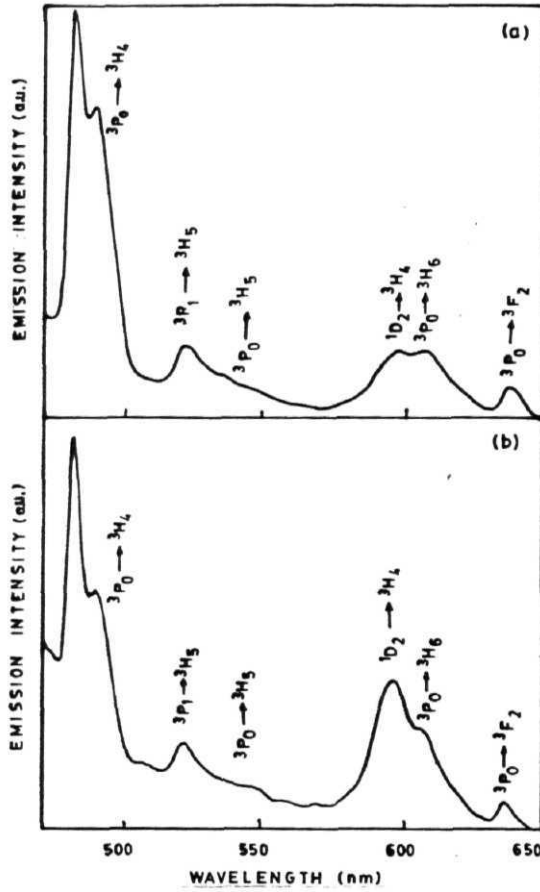 (a)
EMISSION INTENSITY (a.u.)
³P₀ → ³H₄
³P₁ → ³H₅
³P₀ → ³H₅
¹D₂ → ³H₄
³P₀ → ³H₆
³P₀ → ³F₂
(b)
EMISSION INTENSITY (a.u.)
³P₀ → ³H₄
³P₁ → ³H₅
³P₀ → ³H₅
¹D₂ → ³H₄
³P₀ → ³H₆
³P₀ → ³F₂
500 550 600 650
WAVELENGTH (nm)